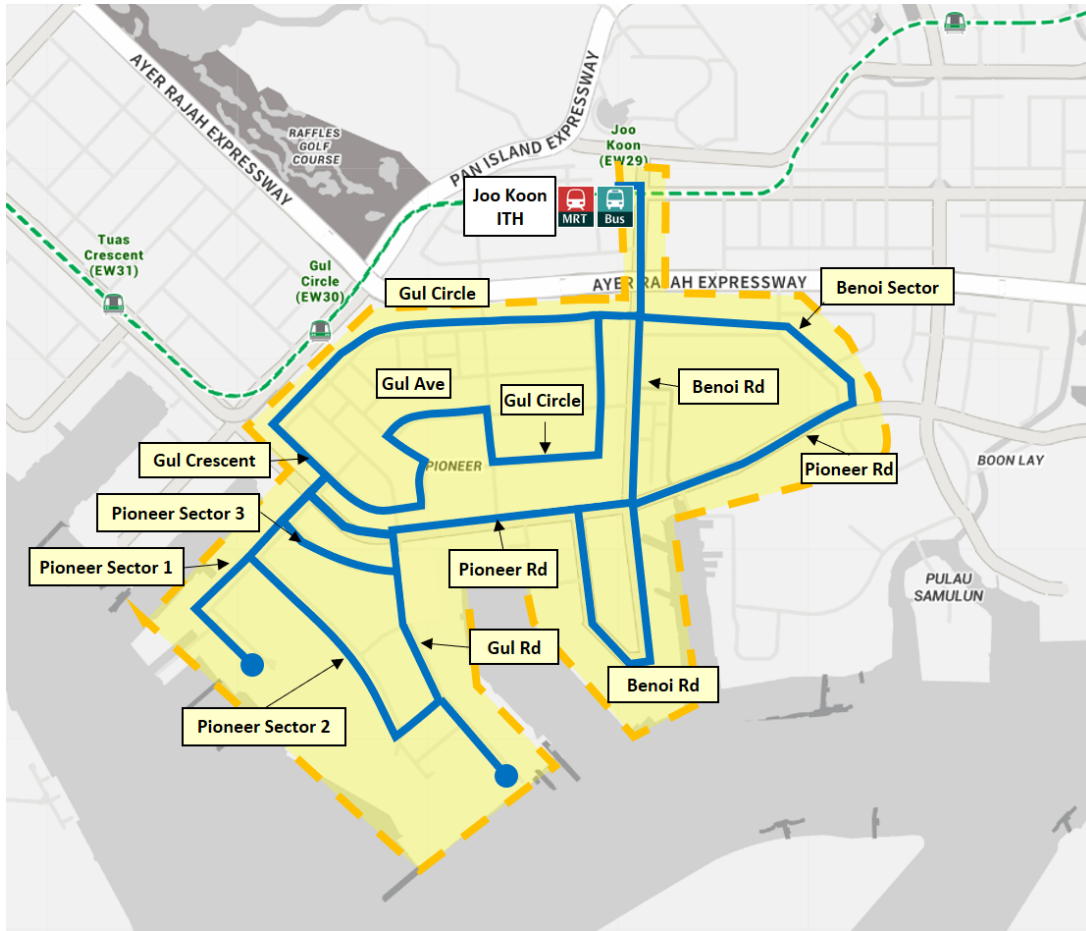 AYER RAJAH EXPRESSWAY
RAFFLES
GOLF
COURSE
PAN ISLAND EXPRESSWAY
Joo
Koon
(EW29)
Joo Koon
ITH
MRT
Bus
Tuas
Crescent
(EW31)
Gul
Circle
(EW30)
AYER RAJAH EXPRESSWAY
Gul Circle
Benoi Sector
Gul Ave
Gul Circle
Benoi Rd
Gul Crescent
PIONEER
Pioneer Rd
BOON LAY
Pioneer Sector 3
Pioneer Sector 1
Pioneer Rd
PULAU
SAMULUN
Gul Rd
Benoi Rd
Pioneer Sector 2